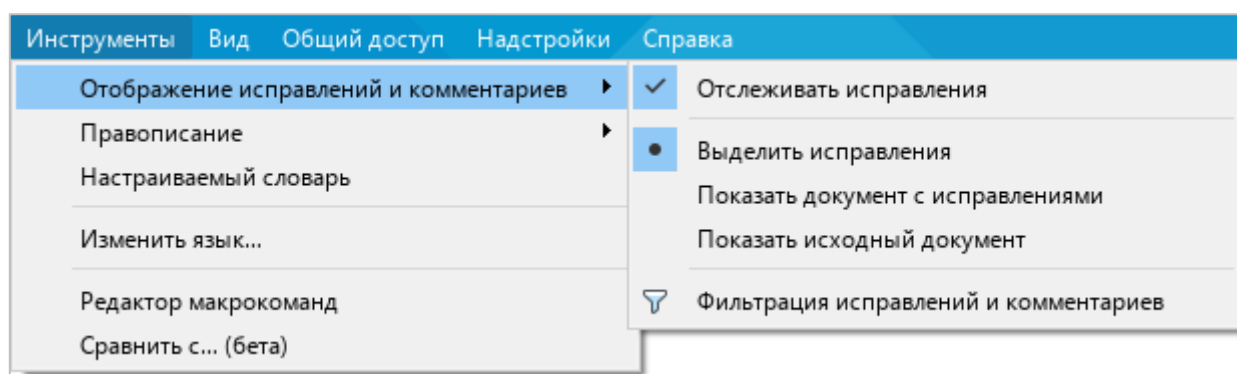 Инструменты Вид Общий доступ Надстройки Справка
Отображение исправлений и комментариев
Правописание
Настраиваемый словарь
Изменить язык...
Редактор макрокоманд
Сравнить с... (бета)
Отслеживать исправления
Выделить исправления
Показать документ с исправлениями
Показать исходный документ
Фильтрация исправлений и комментариев